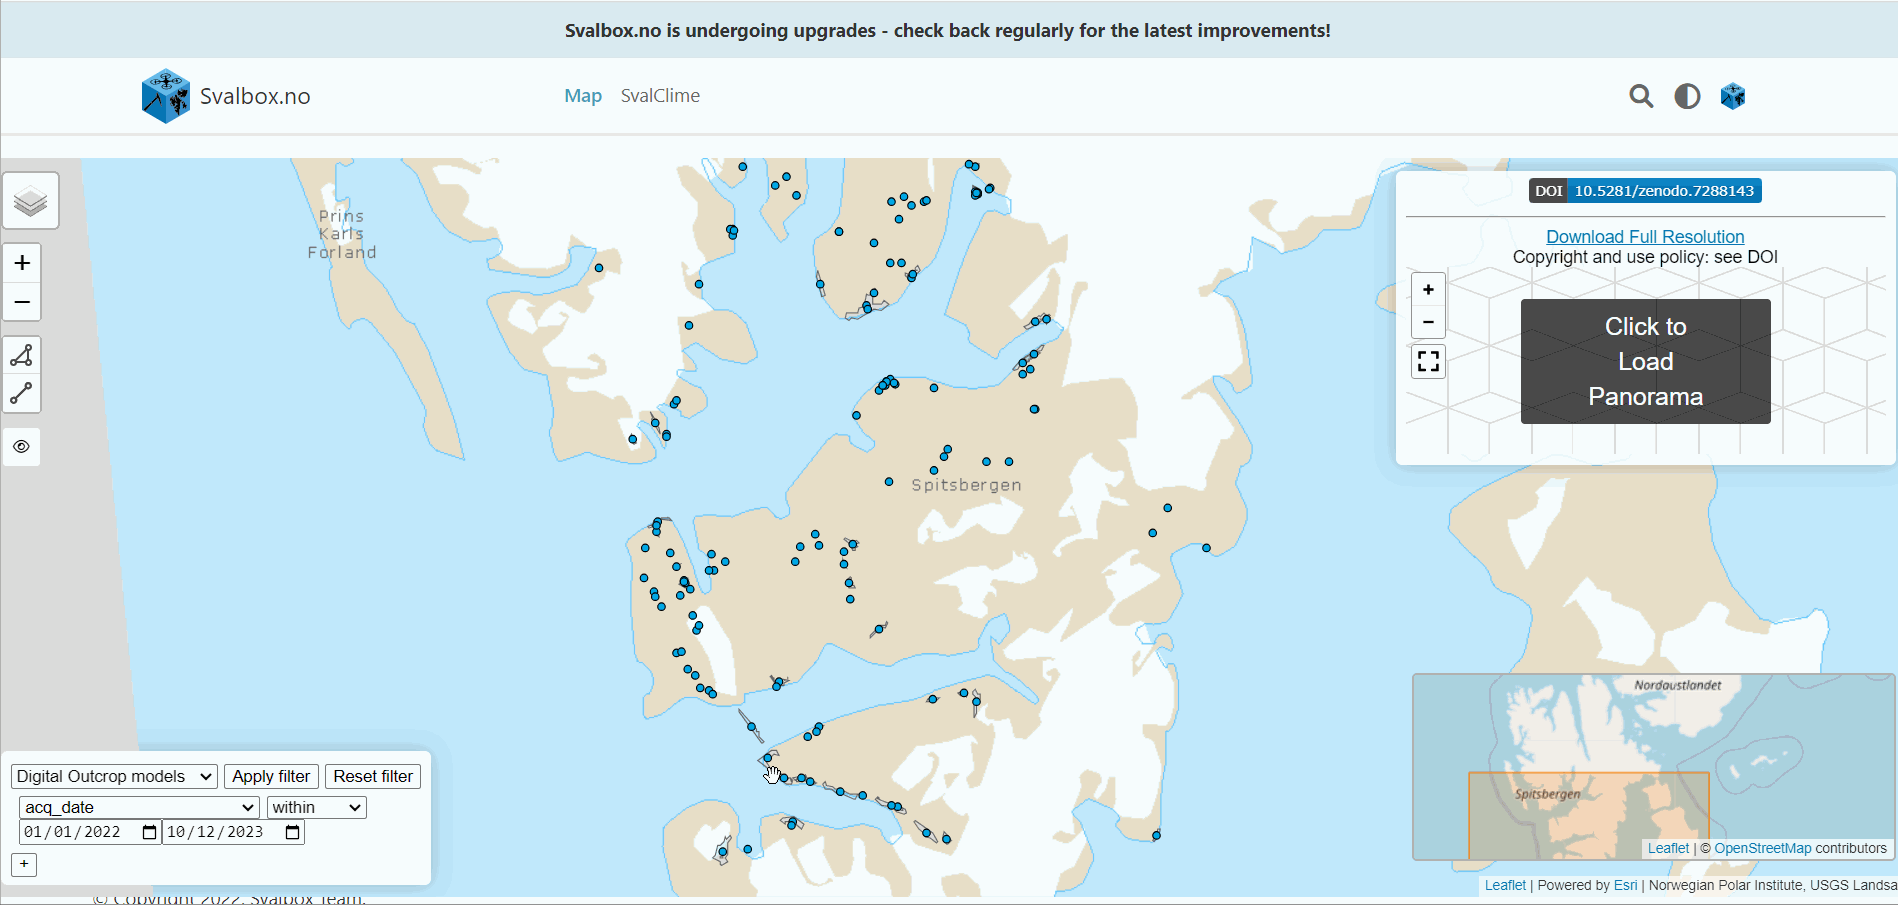 Svalbox.no is undergoing upgrades - check back regularly for the latest improvements!
Svalbox.no
Map
SvalClime
Prins
Karls
Forland
Spitsbergen
+
−
DOI 10.5281/zenodo.7288143
Download Full Resolution
Copyright and use policy: see DOI
+
−
Click to
Load
Panorama
Nordaustlandet
Spitsbergen
Leaflet | © OpenStreetMap contributors
Digital Outcrop models Apply filter Reset filter
acq_date within
01/01/2022 10/12/2023
+
Leaflet | Powered by Esri | Norwegian Polar Institute, USGS Landsa
© Copyright 2022, Svalbox Team.